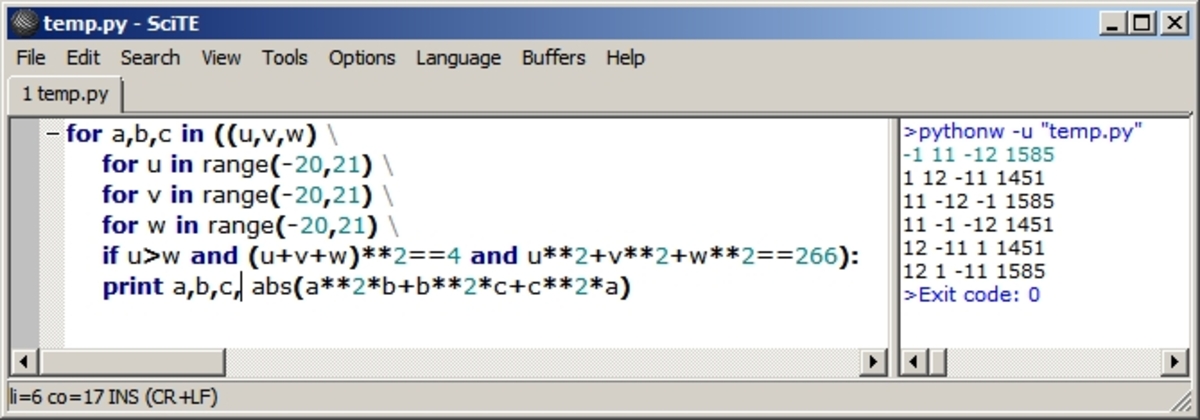 temp.py - SciTE
File Edit Search View Tools Options Language Buffers Help
1 temp.py
for a,b,c in ((u,v,w) \
for u in range(-20,21) \
for v in range(-20,21) \
for w in range(-20,21) \
if u>w and (u+v+w)**2==4 and u**2+v**2+w**2==266):
print a,b,c, abs(a**2*b+b**2*c+c**2*a)
>pythonw -u "temp.py"
-1 11 -12 1585
1 12 -11 1451
11 -12 -1 1585
11 -1 -12 1451
12 -11 1 1451
12 1 -11 1585
>Exit code: 0
li=6 co=17 INS (CR+LF)